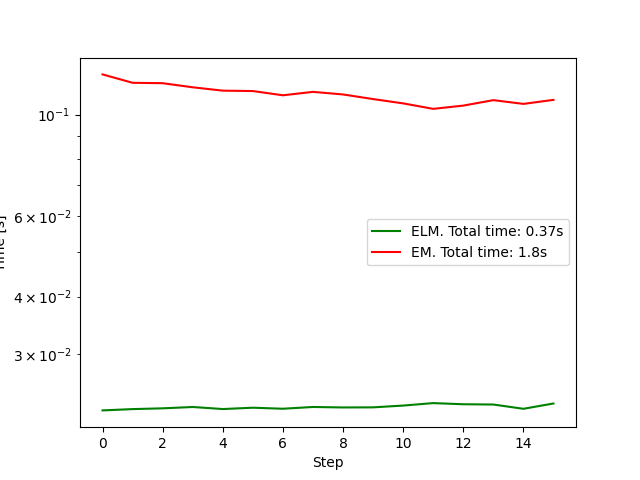 10⁻¹
6 × 10⁻²
4 × 10⁻²
3 × 10⁻²
[s]
ELM. Total time: 0.37s
EM. Total time: 1.8s
0 2 4 6 8 10 12 14
Step